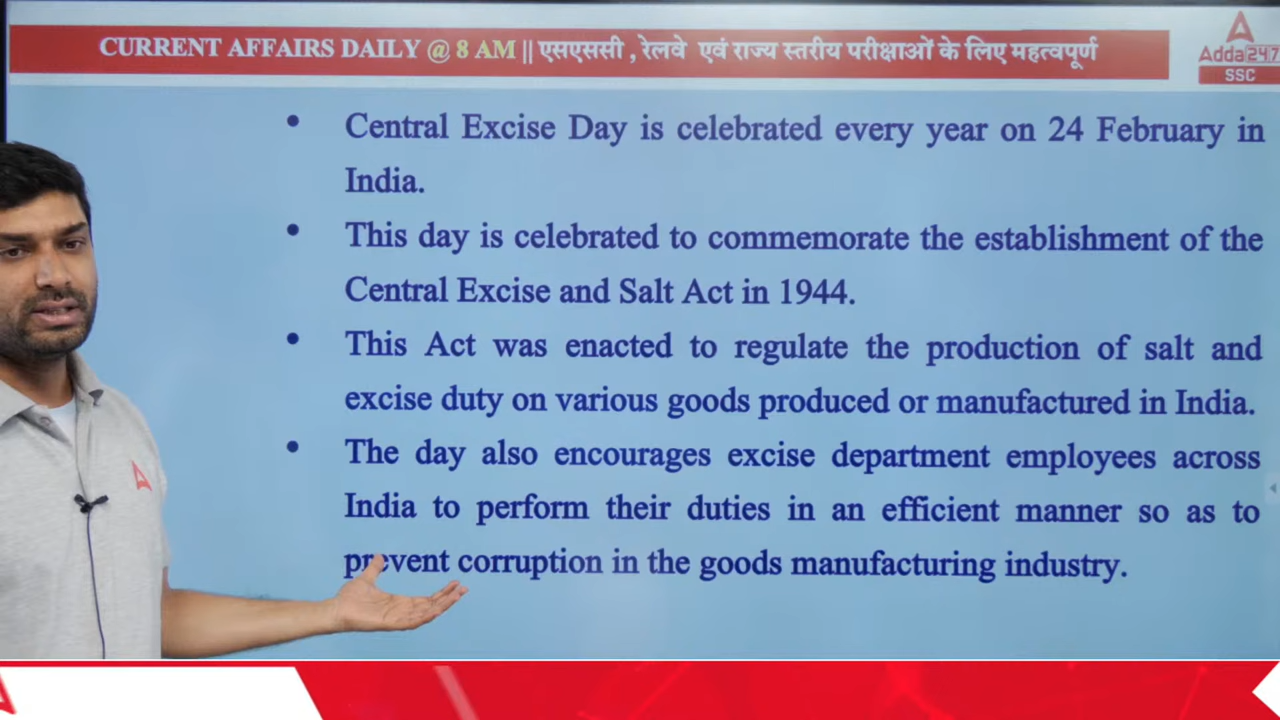 CURRENT AFFAIRS DAILY @ 8 AM || एसएससी , रेलवे एवं राज्य स्तरीय परीक्षाओं के लिए महत्वपूर्ण
Adda 24,7
SSC
• Central Excise Day is celebrated every year on 24 February in
India.
• This day is celebrated to commemorate the establishment of the
Central Excise and Salt Act in 1944.
• This Act was enacted to regulate the production of salt and
excise duty on various goods produced or manufactured in India.
• The day also encourages excise department employees across
India to perform their duties in an efficient manner so as to
prevent corruption in the goods manufacturing industry.